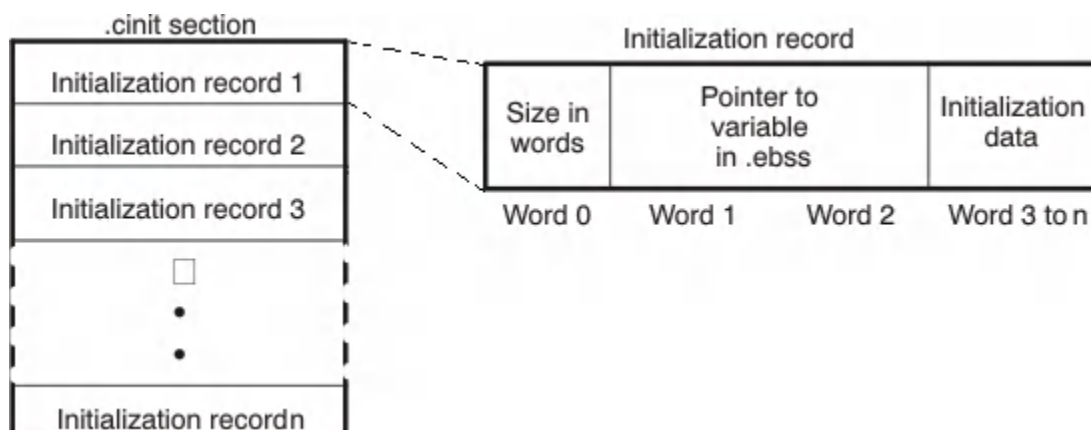 .cinit section
Initialization record 1
Initialization record 2
Initialization record 3
Initialization recordn
Initialization record
Size in
words
Pointer to
variable
in .ebss
Initialization
data
Word 0
Word 1
Word 2
Word 3 to n